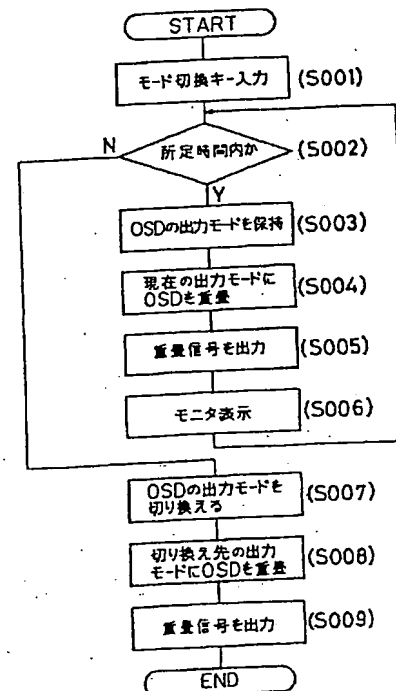 START
モード切換キー入力 (S001)
N 所定時間内か (S002)
Y
OSDの出力モードを保持 (S003)
現在の出力モードに
OSDを重畳 (S004)
重畳信号を出力 (S005)
モニタ表示 (S006)
OSDの出力モードを
切り換える (S007)
切り換え先の出力
モードにOSDを重畳 (S008)
重畳信号を出力 (S009)
END